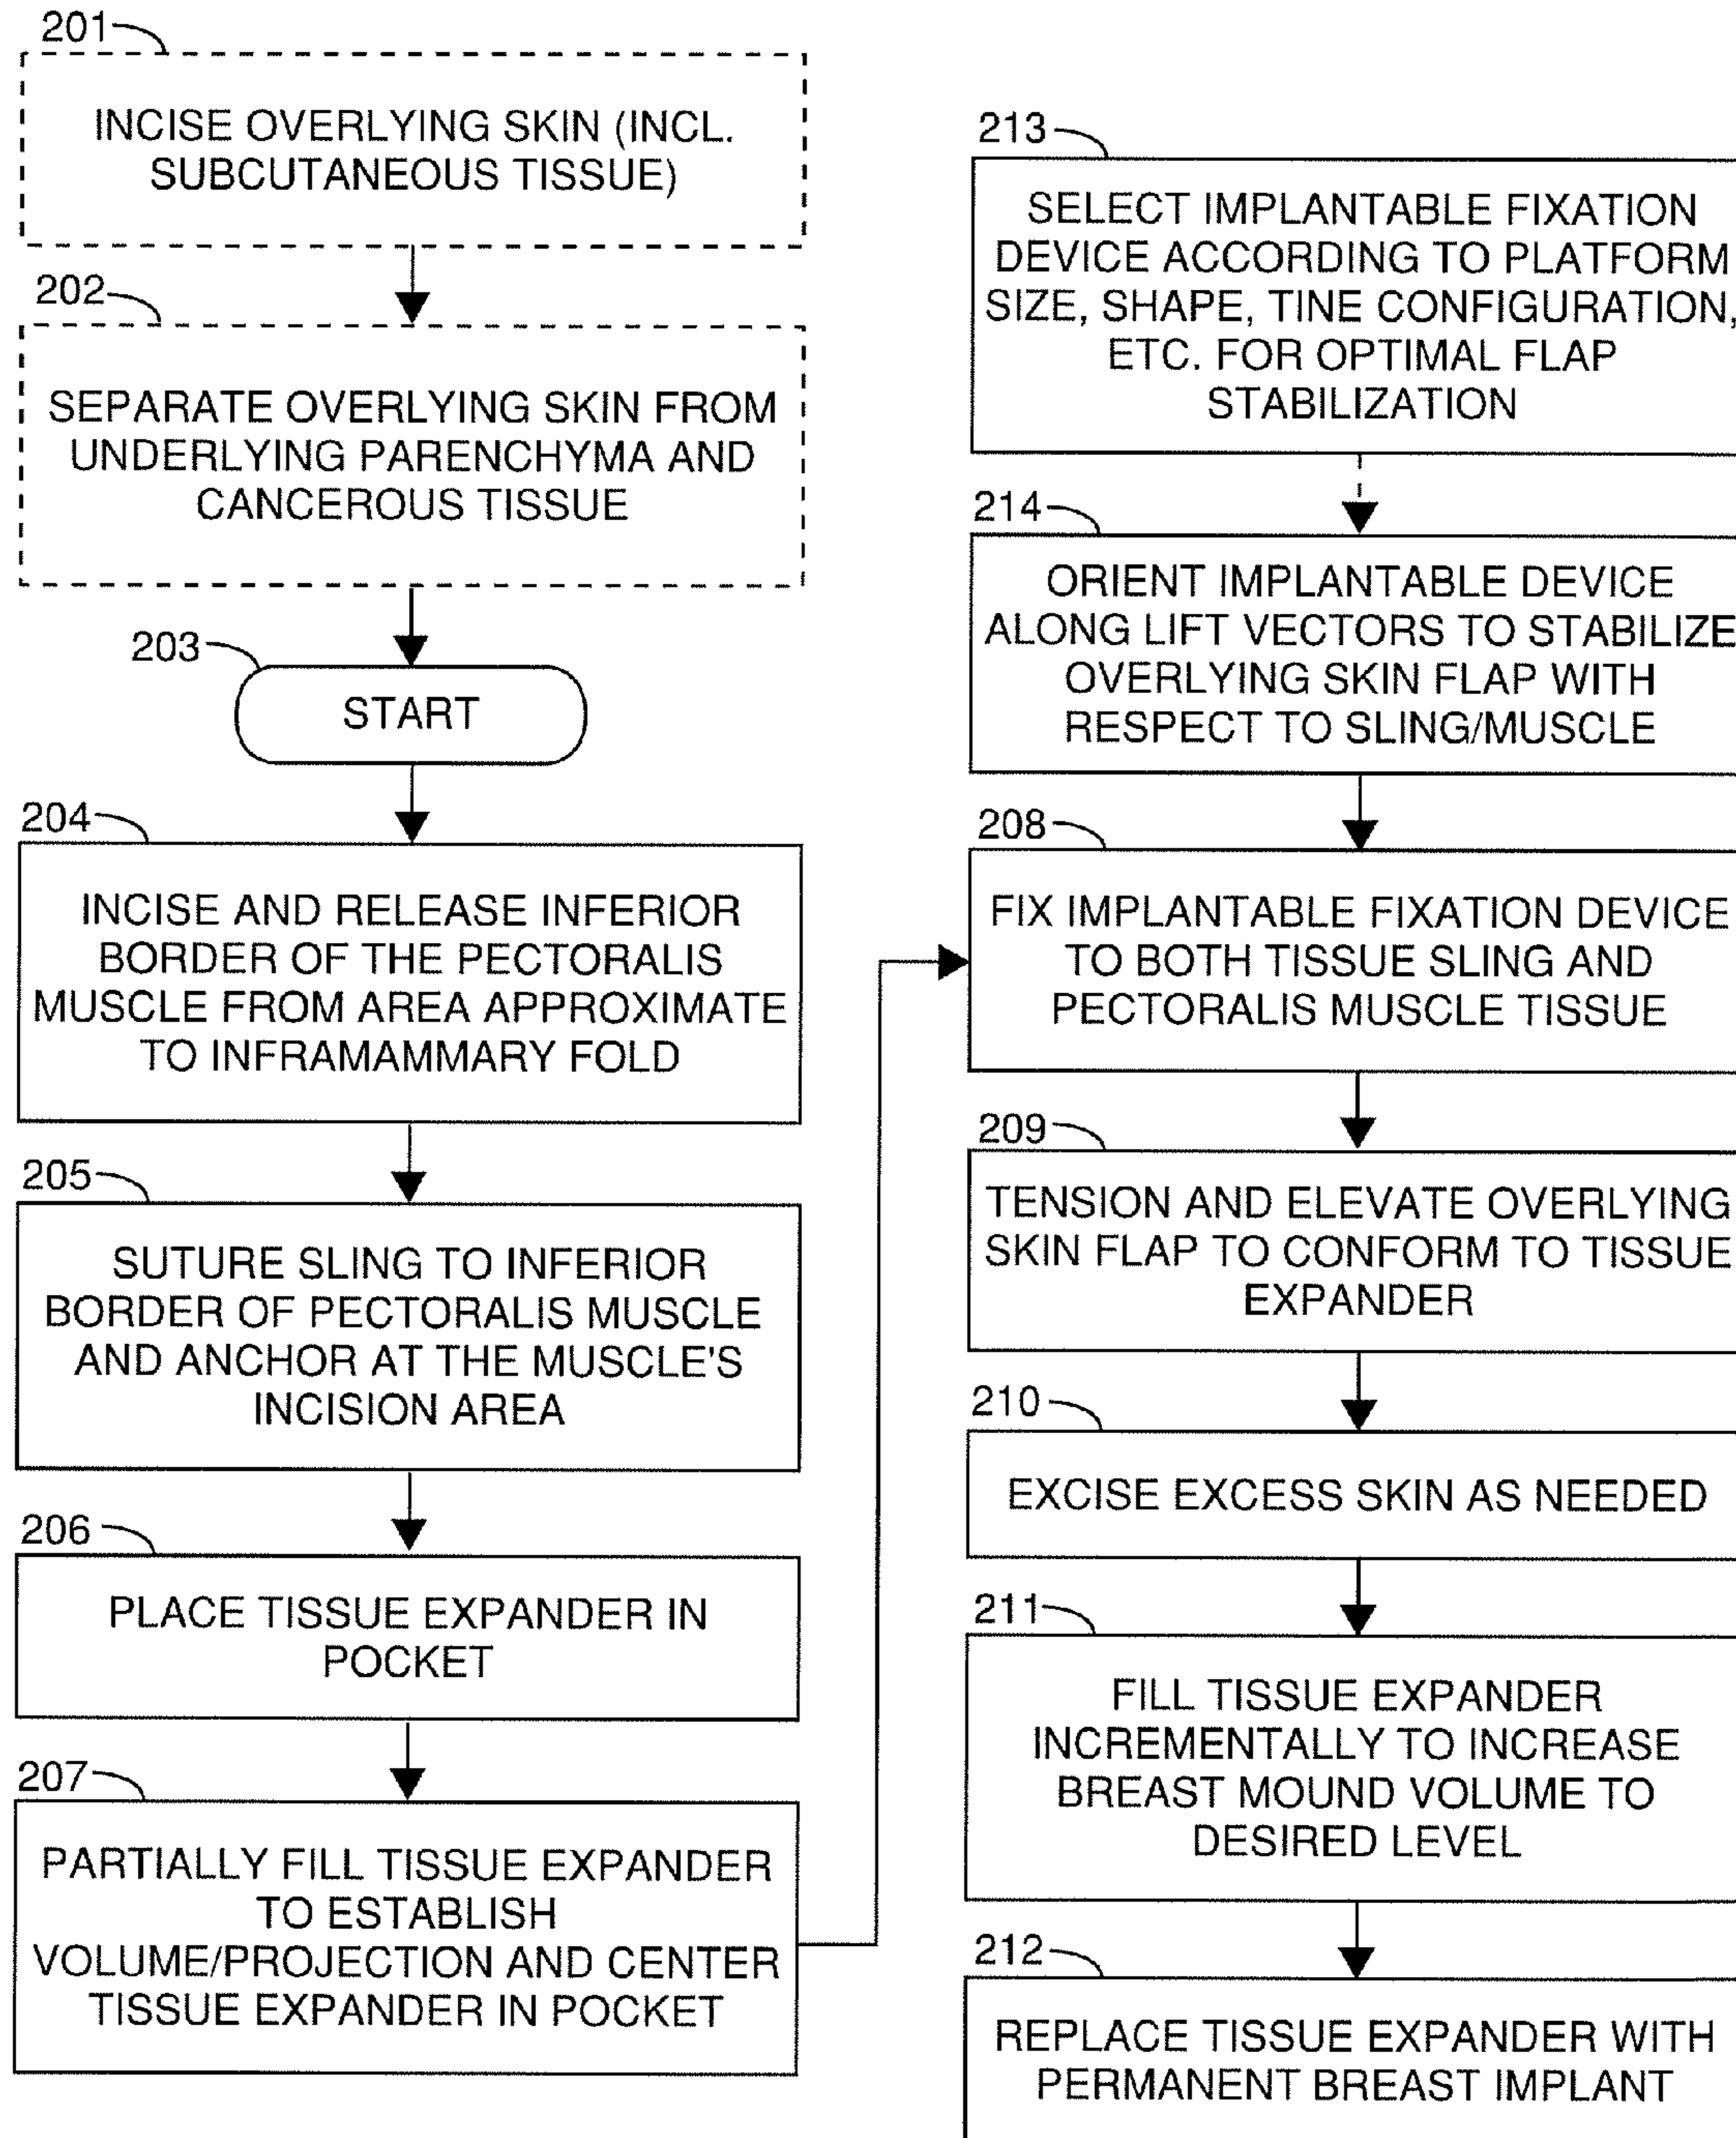 201
INCISE OVERLYING SKIN (INCL.
SUBCUTANEOUS TISSUE)
202
SEPARATE OVERLYING SKIN FROM
UNDERLYING PARENCHYMA AND
CANCEROUS TISSUE
203
START
204
INCISE AND RELEASE INFERIOR
BORDER OF THE PECTORALIS
MUSCLE FROM AREA APPROXIMATE
TO INFRAMAMMARY FOLD
205
SUTURE SLING TO INFERIOR
BORDER OF PECTORALIS MUSCLE
AND ANCHOR AT THE MUSCLE'S
INCISION AREA
206
PLACE TISSUE EXPANDER IN
POCKET
207
PARTIALLY FILL TISSUE EXPANDER
TO ESTABLISH
VOLUME/PROJECTION AND CENTER
TISSUE EXPANDER IN POCKET
213
SELECT IMPLANTABLE FIXATION
DEVICE ACCORDING TO PLATFORM
SIZE, SHAPE, TINE CONFIGURATION,
ETC. FOR OPTIMAL FLAP
STABILIZATION
214
ORIENT IMPLANTABLE DEVICE
ALONG LIFT VECTORS TO STABILIZE
OVERLYING SKIN FLAP WITH
RESPECT TO SLING/MUSCLE
208
FIX IMPLANTABLE FIXATION DEVICE
TO BOTH TISSUE SLING AND
PECTORALIS MUSCLE TISSUE
209
TENSION AND ELEVATE OVERLYING
SKIN FLAP TO CONFORM TO TISSUE
EXPANDER
210
EXCISE EXCESS SKIN AS NEEDED
211
FILL TISSUE EXPANDER
INCREMENTALLY TO INCREASE
BREAST MOUND VOLUME TO
DESIRED LEVEL
212
REPLACE TISSUE EXPANDER WITH
PERMANENT BREAST IMPLANT